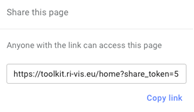 Share this page
Anyone with the link can access this page
https://toolkit.ri-vis.eu/home?share_token=5
Copy link